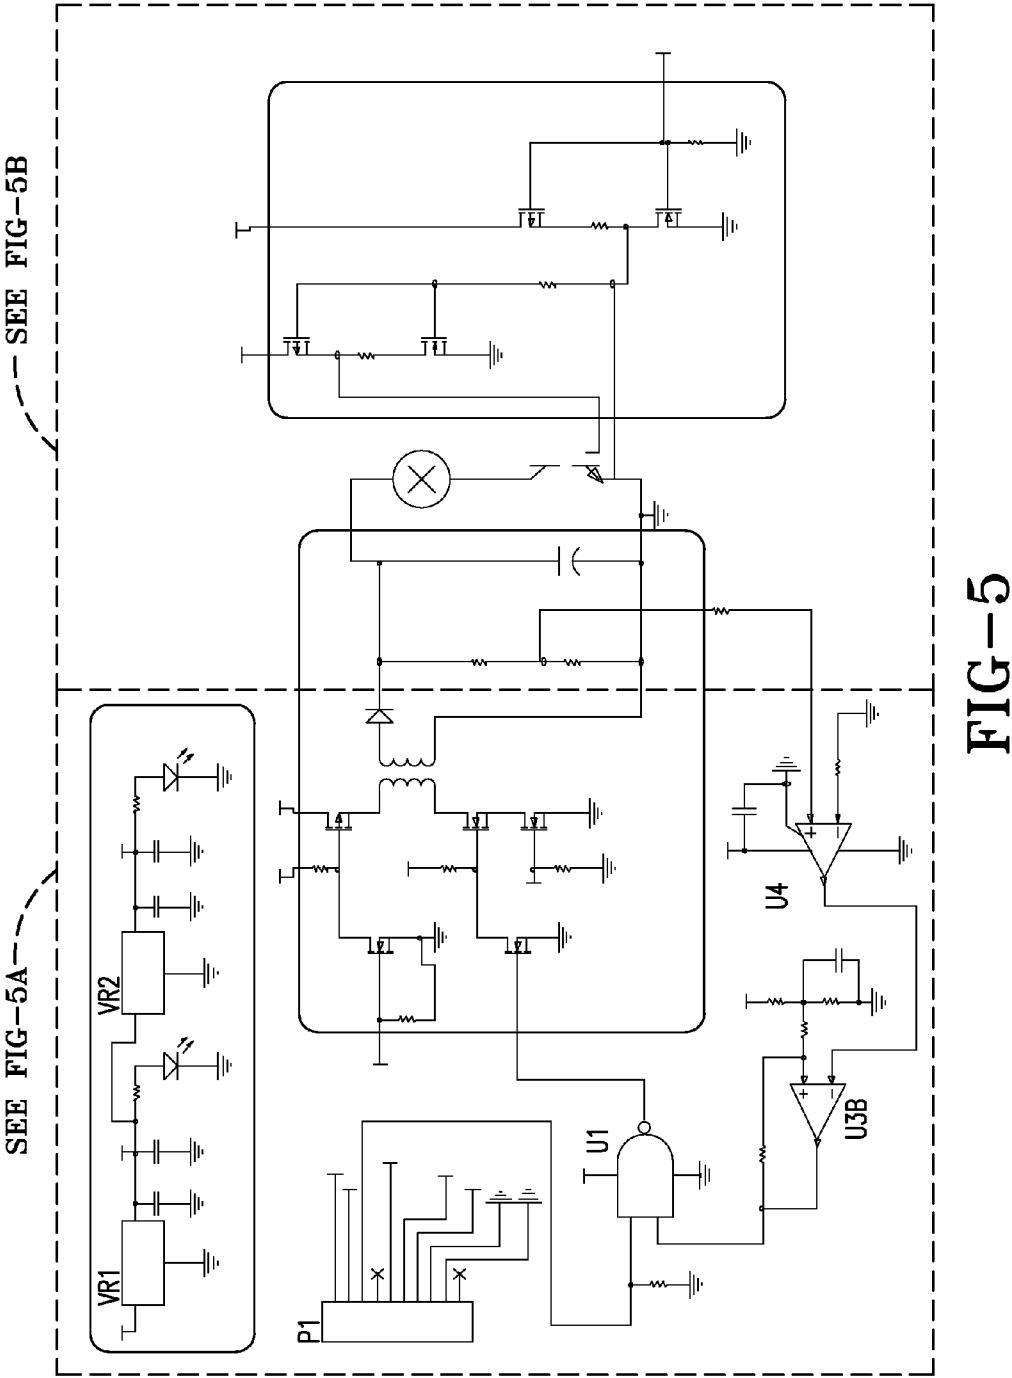 SEE FIG-5A
SEE FIG-5B
VR1
VR2
P1
U1
U3B
+
−
U4
+
−
FIG-5